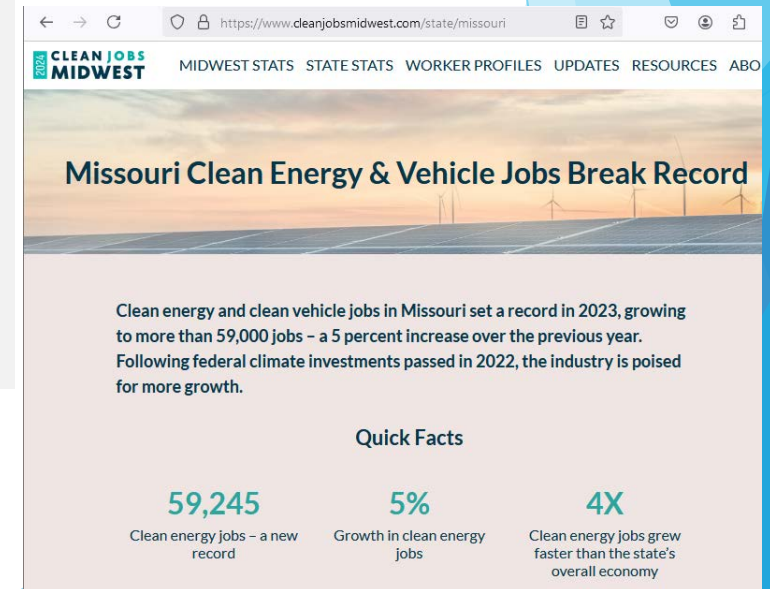 https://www.cleanjobsmidwest.com/state/missouri
2024 CLEAN JOBS
MIDWEST
MIDWEST STATS STATE STATS WORKER PROFILES UPDATES RESOURCES ABO
Missouri Clean Energy & Vehicle Jobs Break Record
Clean energy and clean vehicle jobs in Missouri set a record in 2023, growing
to more than 59,000 jobs – a 5 percent increase over the previous year.
Following federal climate investments passed in 2022, the industry is poised
for more growth.
Quick Facts
59,245
Clean energy jobs – a new
record
5%
Growth in clean energy
jobs
4X
Clean energy jobs grew
faster than the state's
overall economy